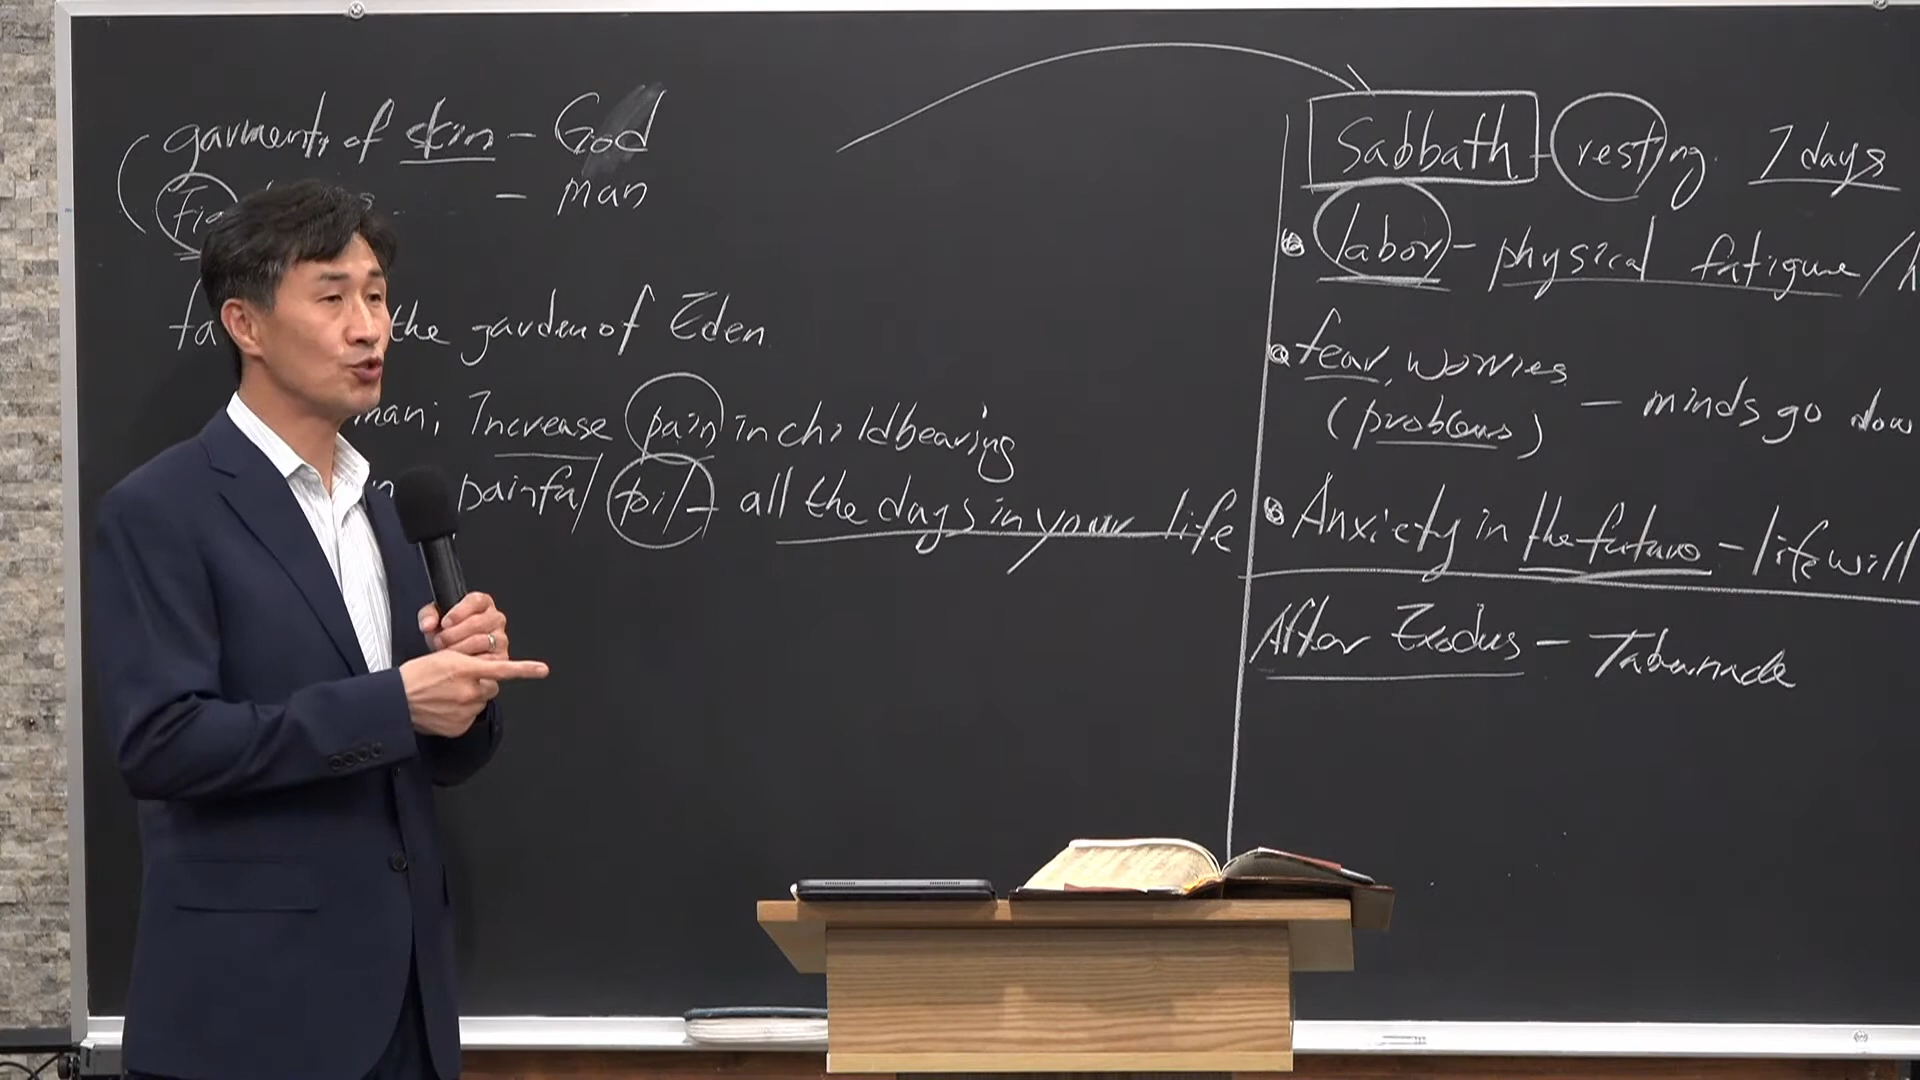 garments of skin - God
Fig - man
the garden of Eden
man; Increase pain in childbearing
painful toil - all the days in your life
Sabbath - resting. 7 days
labor - physical fatigue /
fear, worries
(problems) - minds go dow
Anxiety in the future - life will
After Exodus - Tabernacle